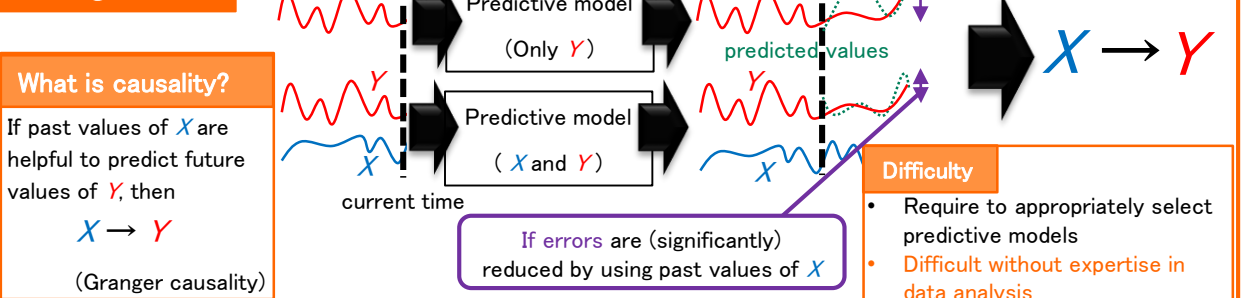 Predictive model
(Only Y)
predicted values
X → Y
What is causality?
If past values of X are
helpful to predict future
values of Y, then
X → Y
(Granger causality)
Y
X
current time
Predictive model
( X and Y )
Y
X
If errors are (significantly)
reduced by using past values of X
Difficulty
• Require to appropriately select
predictive models
• Difficult without expertise in
data analysis